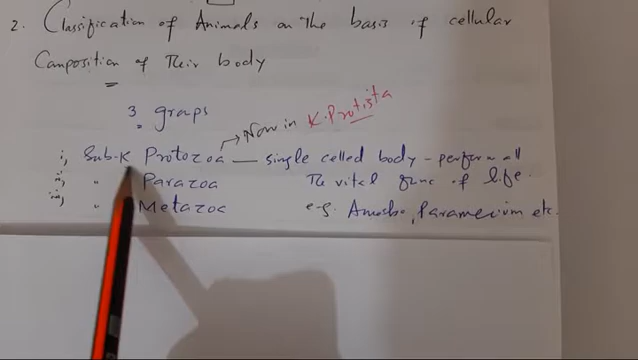 2. Classification of Animals on the basis of cellular
Composition of Their body
3 groups
Now in K.Protista
i, Sub-K Protozoa — single celled body - perform all
ii, " Parazoa The vital func of life.
iii, " Metazoa e.g. Amoeba, Paramecium etc.